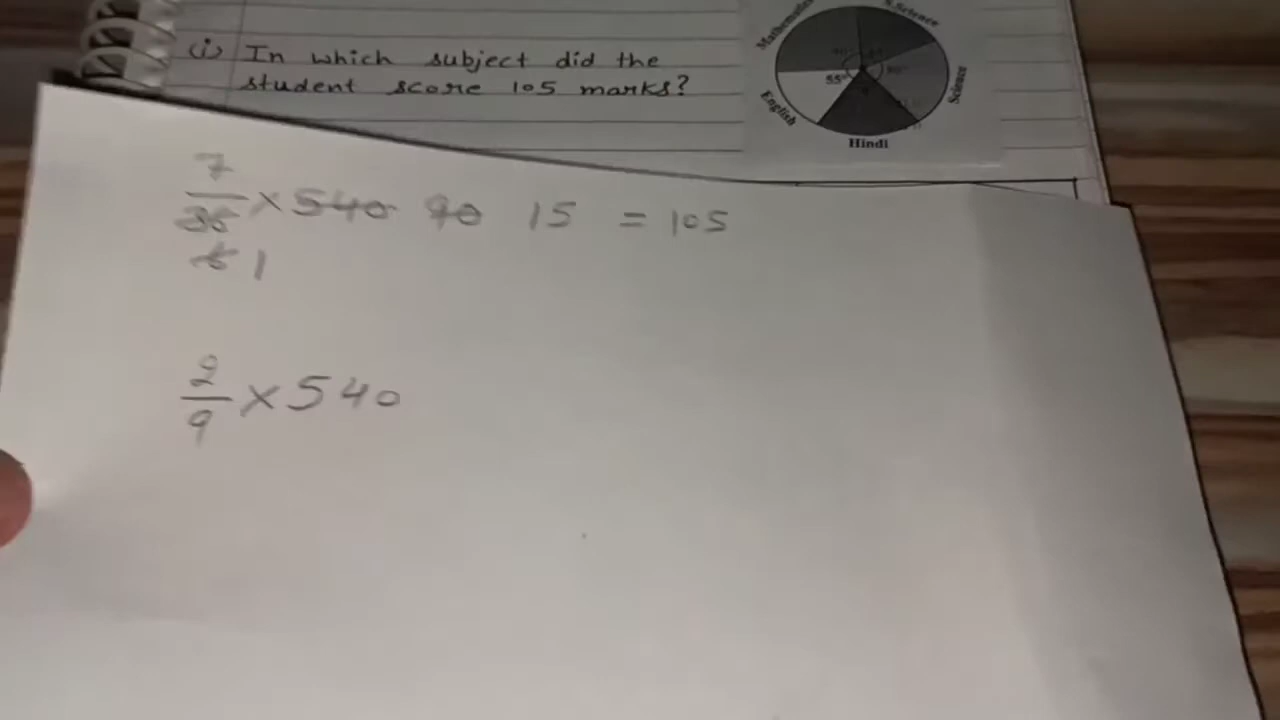 (i) In which subject did the
student score 105 marks?
Mathematics
S.Science
Science
Hindi
English
55°
7/36 × 540 90 15 = 105
6 1
2/9 × 540